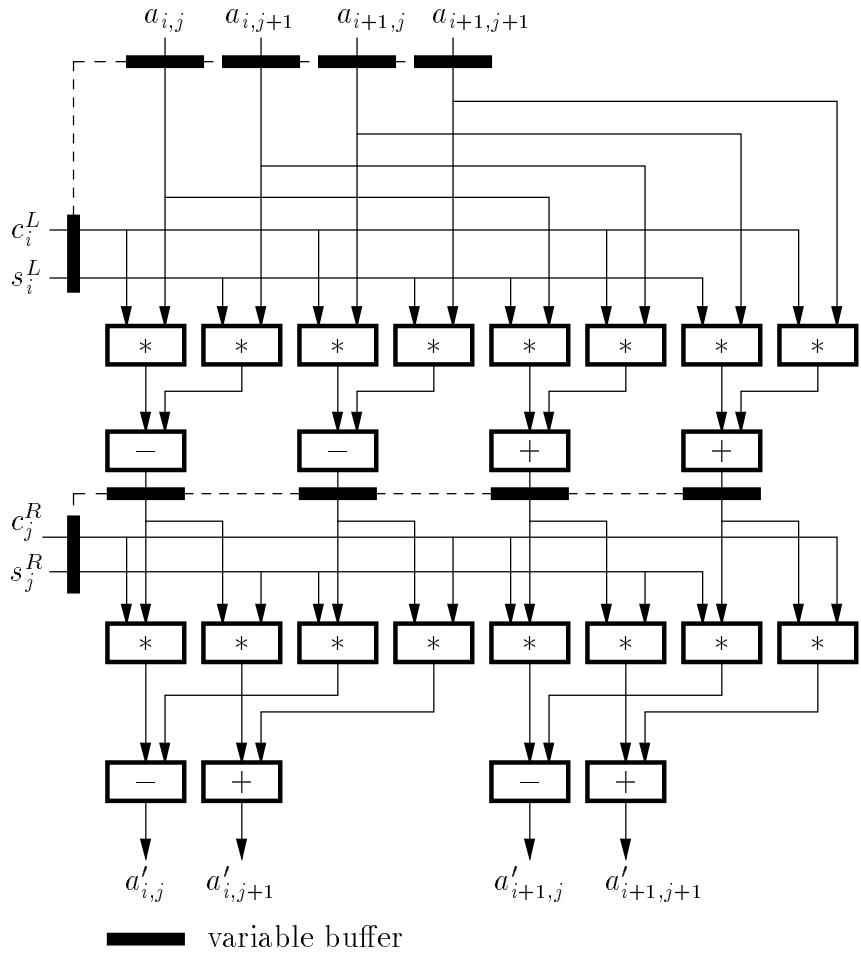 a_{i,j} a_{i,j+1} a_{i+1,j} a_{i+1,j+1}
c_i^L
s_i^L
* * * * * * * *
− − + +
c_j^R
s_j^R
* * * * * * * *
− + − +
a'_{i,j} a'_{i,j+1} a'_{i+1,j} a'_{i+1,j+1}
variable buffer